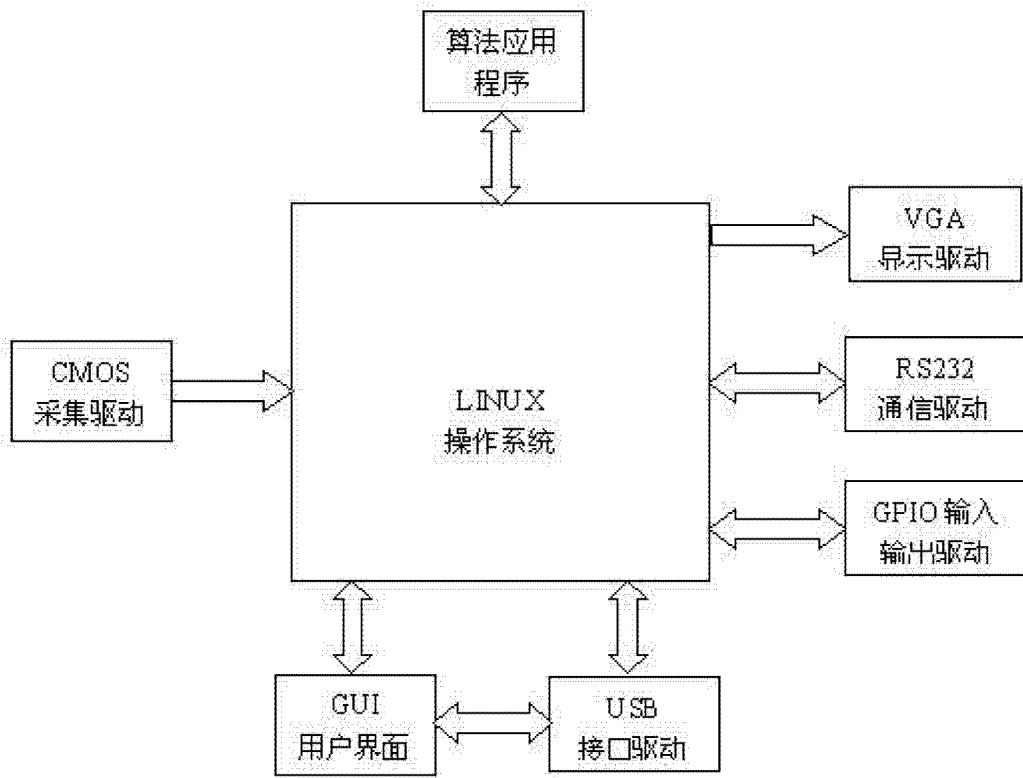 算法应用
程序
VGA
显示驱动
CMOS
采集驱动
LINUX
操作系统
RS232
通信驱动
GPIO 输入
输出驱动
GUI
用户界面
USB
接口驱动